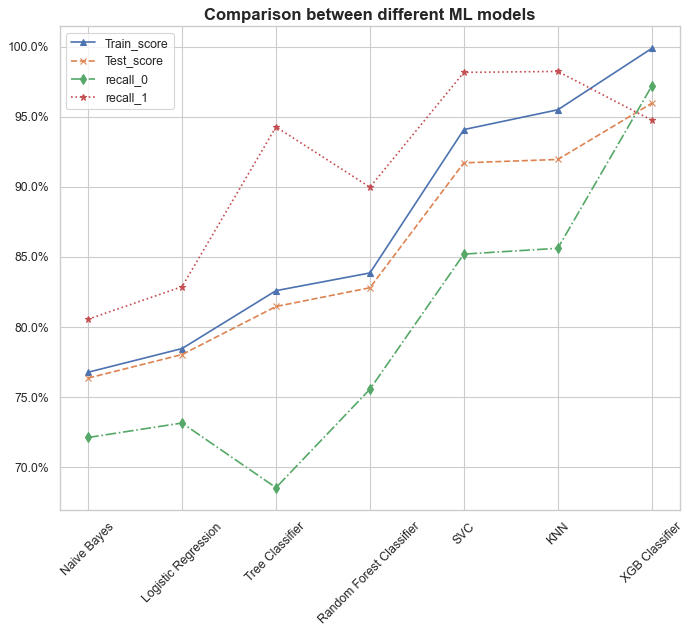 Comparison between different ML models
Train_score
Test_score
recall_0
recall_1
100.0%
95.0%
90.0%
85.0%
80.0%
75.0%
70.0%
Naive Bayes
Logistic Regression
Tree Classifier
Random Forest Classifier
SVC
KNN
XGB Classifier